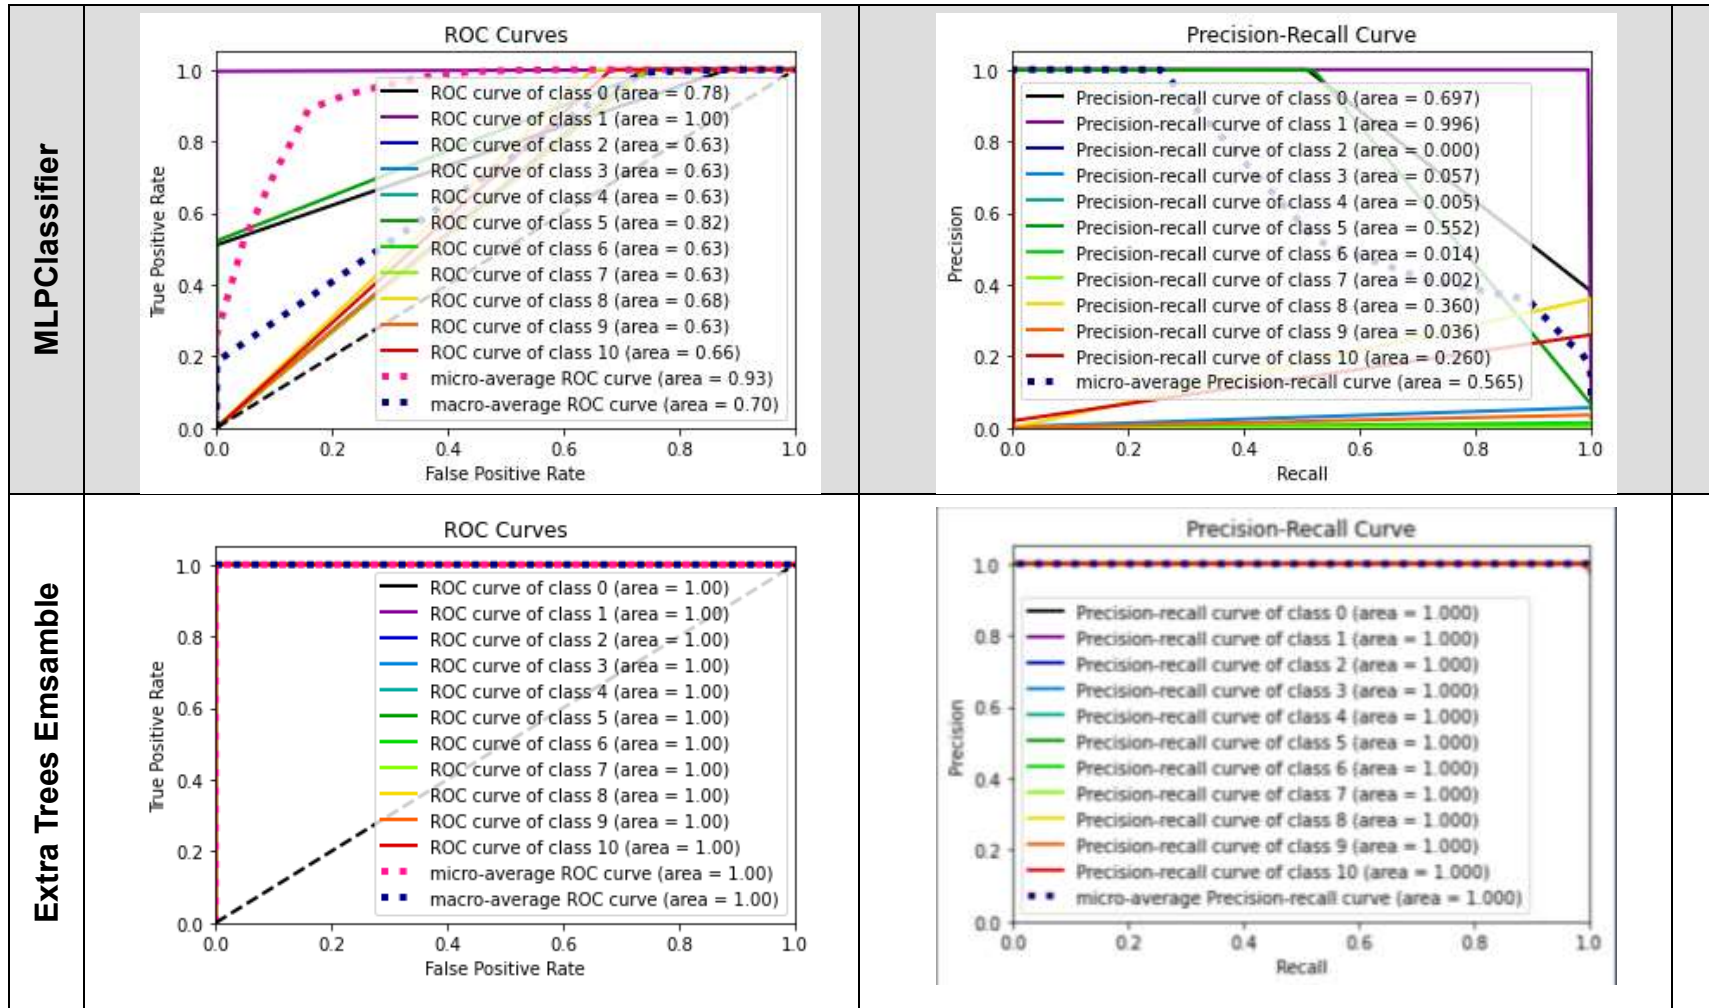 MLPClassifier
ROC Curves
True Positive Rate
1.0
0.8
0.6
0.4
0.2
0.0
ROC curve of class 0 (area = 0.78)
ROC curve of class 1 (area = 1.00)
ROC curve of class 2 (area = 0.63)
ROC curve of class 3 (area = 0.63)
ROC curve of class 4 (area = 0.63)
ROC curve of class 5 (area = 0.82)
ROC curve of class 6 (area = 0.63)
ROC curve of class 7 (area = 0.63)
ROC curve of class 8 (area = 0.68)
ROC curve of class 9 (area = 0.63)
ROC curve of class 10 (area = 0.66)
micro-average ROC curve (area = 0.93)
macro-average ROC curve (area = 0.70)
0.0 0.2 0.4 0.6 0.8 1.0
False Positive Rate
Precision-Recall Curve
Precision
1.0
0.8
0.6
0.4
0.2
0.0
Precision-recall curve of class 0 (area = 0.697)
Precision-recall curve of class 1 (area = 0.996)
Precision-recall curve of class 2 (area = 0.000)
Precision-recall curve of class 3 (area = 0.057)
Precision-recall curve of class 4 (area = 0.005)
Precision-recall curve of class 5 (area = 0.552)
Precision-recall curve of class 6 (area = 0.014)
Precision-recall curve of class 7 (area = 0.002)
Precision-recall curve of class 8 (area = 0.360)
Precision-recall curve of class 9 (area = 0.036)
Precision-recall curve of class 10 (area = 0.260)
micro-average Precision-recall curve (area = 0.565)
0.0 0.2 0.4 0.6 0.8 1.0
Recall
Extra Trees Emsamble
ROC Curves
True Positive Rate
1.0
0.8
0.6
0.4
0.2
0.0
ROC curve of class 0 (area = 1.00)
ROC curve of class 1 (area = 1.00)
ROC curve of class 2 (area = 1.00)
ROC curve of class 3 (area = 1.00)
ROC curve of class 4 (area = 1.00)
ROC curve of class 5 (area = 1.00)
ROC curve of class 6 (area = 1.00)
ROC curve of class 7 (area = 1.00)
ROC curve of class 8 (area = 1.00)
ROC curve of class 9 (area = 1.00)
ROC curve of class 10 (area = 1.00)
micro-average ROC curve (area = 1.00)
macro-average ROC curve (area = 1.00)
0.0 0.2 0.4 0.6 0.8 1.0
False Positive Rate
Precision-Recall Curve
Precision
1.0
0.8
0.6
0.4
0.2
0.0
Precision-recall curve of class 0 (area = 1.000)
Precision-recall curve of class 1 (area = 1.000)
Precision-recall curve of class 2 (area = 1.000)
Precision-recall curve of class 3 (area = 1.000)
Precision-recall curve of class 4 (area = 1.000)
Precision-recall curve of class 5 (area = 1.000)
Precision-recall curve of class 6 (area = 1.000)
Precision-recall curve of class 7 (area = 1.000)
Precision-recall curve of class 8 (area = 1.000)
Precision-recall curve of class 9 (area = 1.000)
Precision-recall curve of class 10 (area = 1.000)
micro-average Precision-recall curve (area = 1.000)
0.0 0.2 0.4 0.6 0.8 1.0
Recall